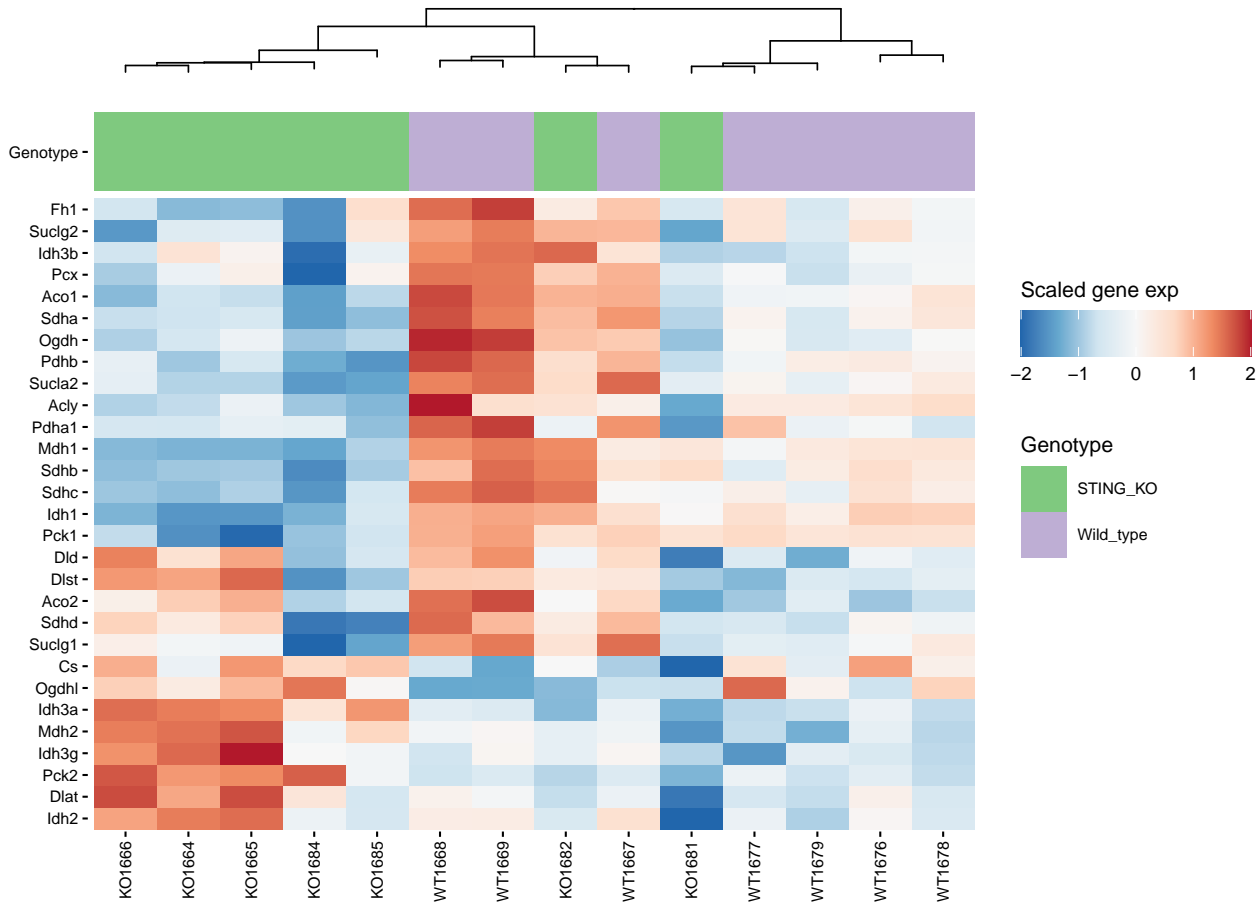 Genotype
Fh1
Suclg2
Idh3b
Pcx
Aco1
Sdha
Ogdh
Pdhb
Sucla2
Acly
Pdha1
Mdh1
Sdhb
Sdhc
Idh1
Pck1
Dld
Dlst
Aco2
Sdhd
Suclg1
Cs
Ogdhl
Idh3a
Mdh2
Idh3g
Pck2
Dlat
Idh2
KO1666
KO1664
KO1665
KO1684
KO1685
WT1668
WT1669
KO1682
WT1667
KO1681
WT1677
WT1679
WT1676
WT1678
Scaled gene exp
−2 −1 0 1 2
Genotype
STING_KO
Wild_type